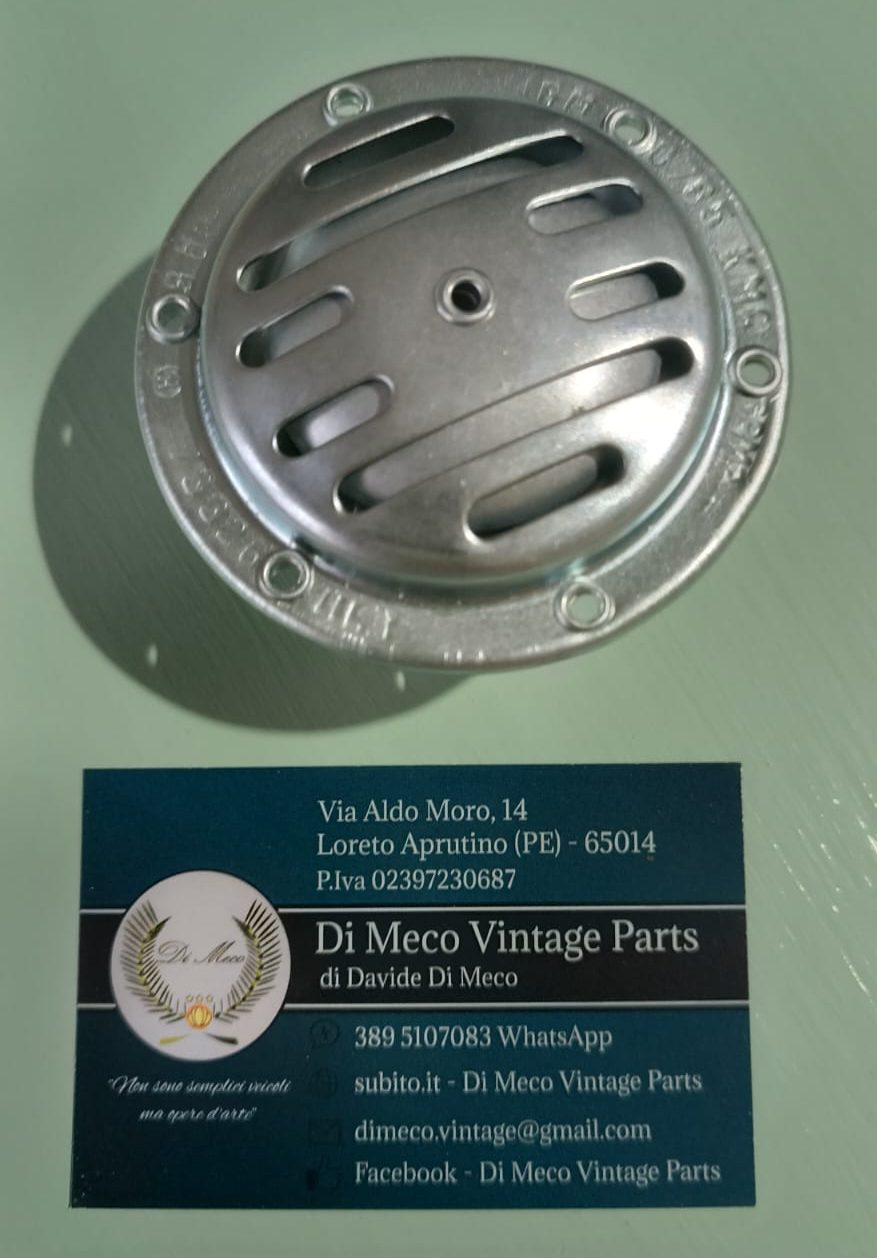 Via Aldo Moro, 14
Loreto Aprutino (PE) - 65014
P.Iva 02397230687
Di Meco Vintage Parts
di Davide Di Meco
Di Meco
"Non sono semplici veicoli
ma opere d'arte"
389 5107083 WhatsApp
subito.it - Di Meco Vintage Parts
dimeco.vintage@gmail.com
Facebook - Di Meco Vintage Parts